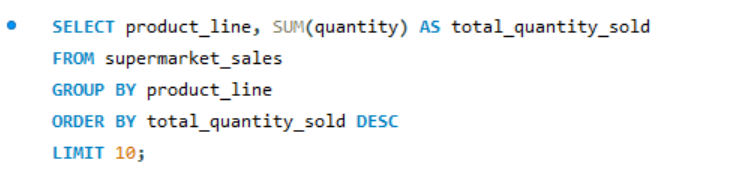 SELECT product_line, SUM(quantity) AS total_quantity_sold
FROM supermarket_sales
GROUP BY product_line
ORDER BY total_quantity_sold DESC
LIMIT 10;